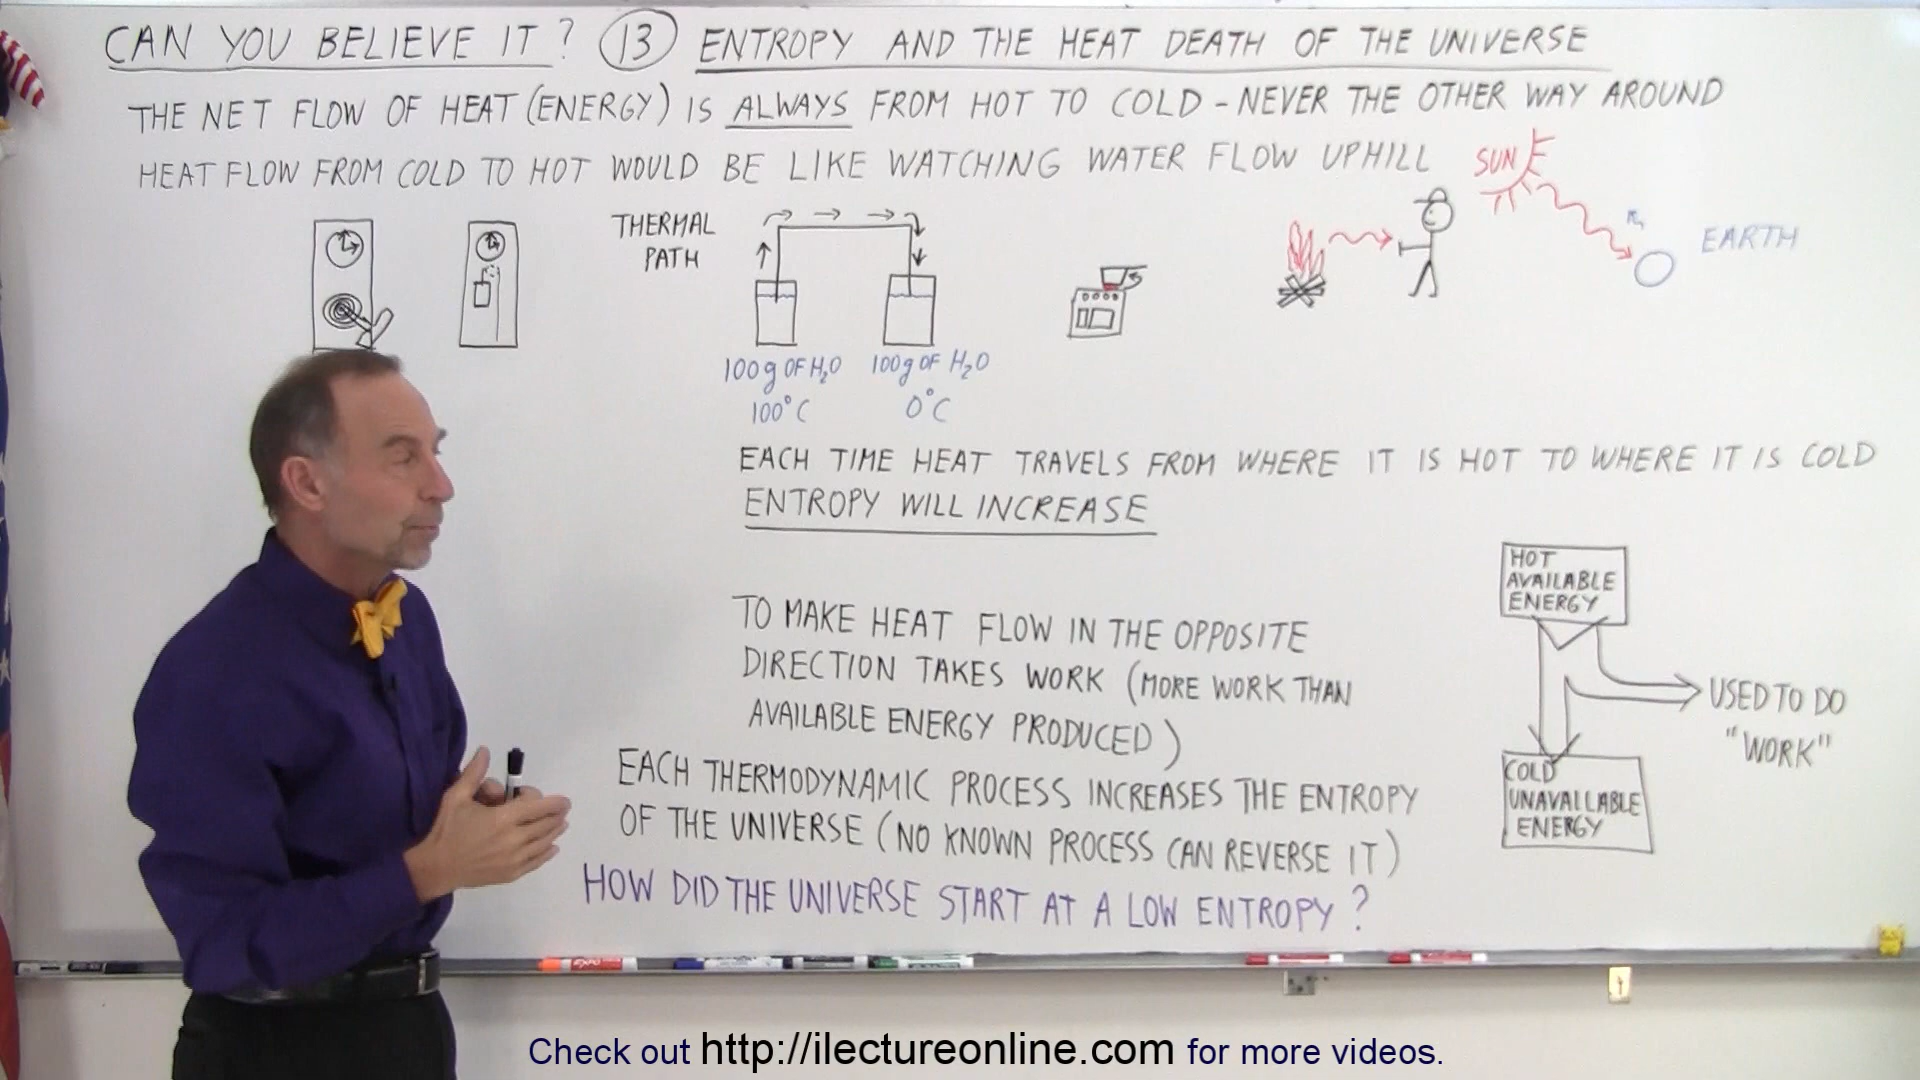 CAN YOU BELIEVE IT? 13 ENTROPY AND THE HEAT DEATH OF THE UNIVERSE
THE NET FLOW OF HEAT (ENERGY) IS ALWAYS FROM HOT TO COLD - NEVER THE OTHER WAY AROUND
HEAT FLOW FROM COLD TO HOT WOULD BE LIKE WATCHING WATER FLOW UPHILL
SUN
EARTH
THERMAL
PATH
100g OF H₂O 100g OF H₂O
100°C 0°C
EACH TIME HEAT TRAVELS FROM WHERE IT IS HOT TO WHERE IT IS COLD
ENTROPY WILL INCREASE
TO MAKE HEAT FLOW IN THE OPPOSITE
DIRECTION TAKES WORK (MORE WORK THAN
AVAILABLE ENERGY PRODUCED)
HOT
AVAILABLE
ENERGY
USED TO DO
"WORK"
COLD
UNAVAILABLE
ENERGY
EACH THERMODYNAMIC PROCESS INCREASES THE ENTROPY
OF THE UNIVERSE (NO KNOWN PROCESS CAN REVERSE IT)
HOW DID THE UNIVERSE START AT A LOW ENTROPY?
EXPO
Check out http://ilectureonline.com for more videos.